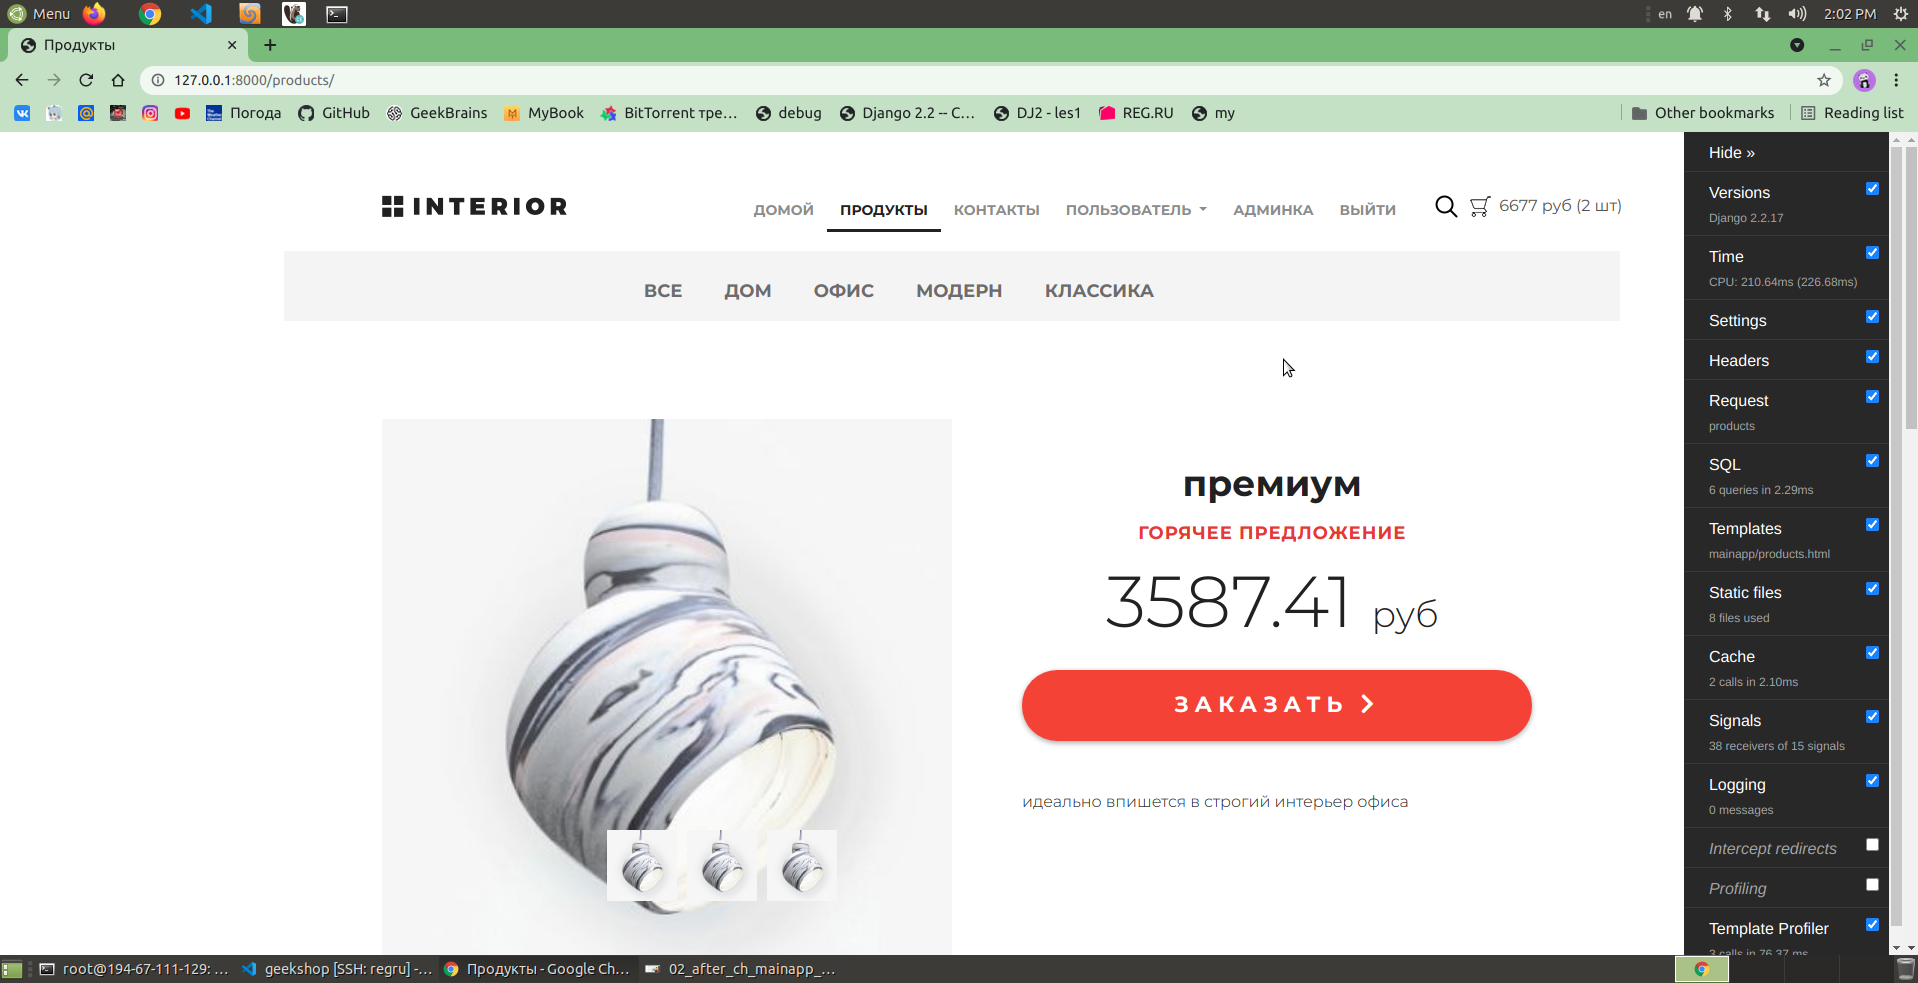 Menu
en
2:02 PM
Продукты
127.0.0.1:8000/products/
Погода GitHub GeekBrains MyBook BitTorrent тре... debug Django 2.2 -- C... DJ2 - les1 REG.RU my Other bookmarks Reading list
INTERIOR
ДОМОЙ ПРОДУКТЫ КОНТАКТЫ ПОЛЬЗОВАТЕЛЬ АДМИНКА ВЫЙТИ 6677 руб (2 шт)
ВСЕ ДОМ ОФИС МОДЕРН КЛАССИКА
премиум
ГОРЯЧЕЕ ПРЕДЛОЖЕНИЕ
3587.41 руб
ЗАКАЗАТЬ
идеально впишется в строгий интерьер офиса
Hide »
Versions
Django 2.2.17
Time
CPU: 210.64ms (226.68ms)
Settings
Headers
Request
products
SQL
6 queries in 2.29ms
Templates
mainapp/products.html
Static files
8 files used
Cache
2 calls in 2.10ms
Signals
38 receivers of 15 signals
Logging
0 messages
Intercept redirects
Profiling
Template Profiler
3 calls in 76.37 ms
root@194-67-111-129: ... geekshop [SSH: regru] -... Продукты - Google Ch... 02_after_ch_mainapp_...